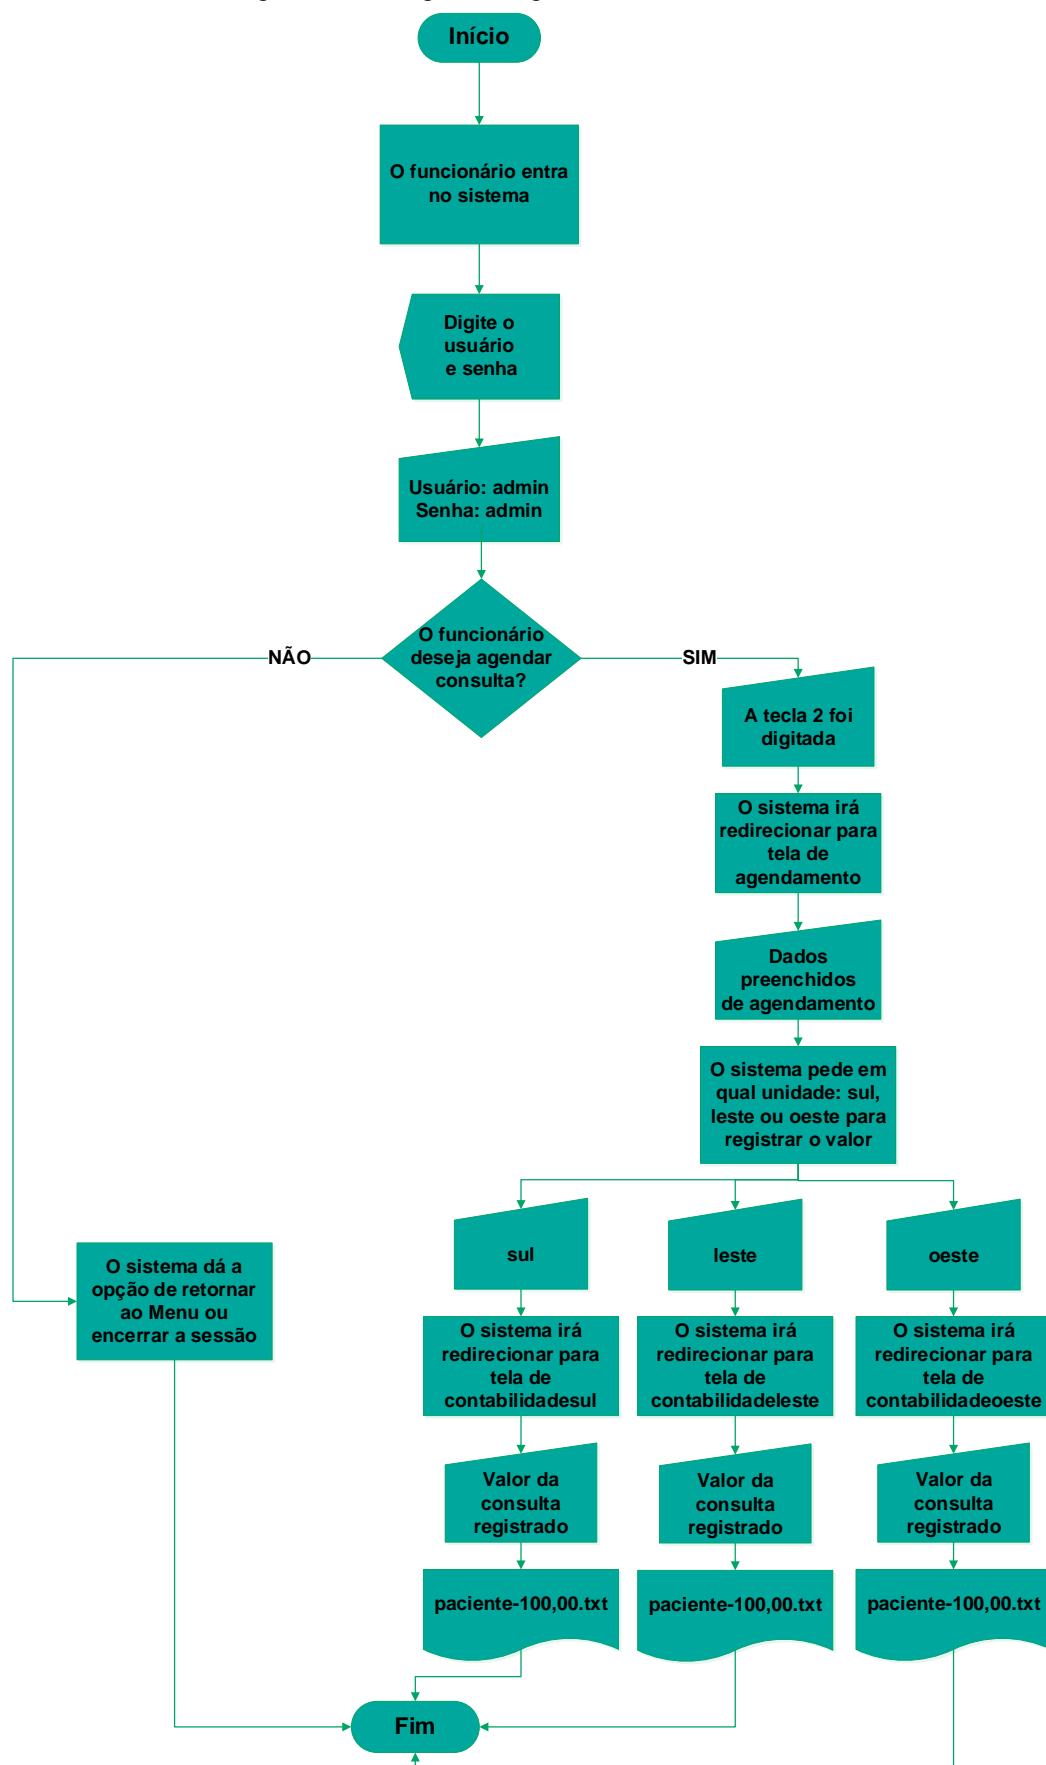 Início
O funcionário entra
no sistema
Digite o
usuário
e senha
Usuário: admin
Senha: admin
O funcionário
deseja agendar
consulta?
NÃO
SIM
A tecla 2 foi
digitada
O sistema irá
redirecionar para
tela de
agendamento
Dados
preenchidos
de agendamento
O sistema pede em
qual unidade: sul,
leste ou oeste para
registrar o valor
sul
leste
oeste
O sistema dá a
opção de retornar
ao Menu ou
encerrar a sessão
O sistema irá
redirecionar para
tela de
contabilidadesul
O sistema irá
redirecionar para
tela de
contabilidadeleste
O sistema irá
redirecionar para
tela de
contabilidadeoeste
Valor da
consulta
registrado
Valor da
consulta
registrado
Valor da
consulta
registrado
paciente-100,00.txt
paciente-100,00.txt
paciente-100,00.txt
Fim